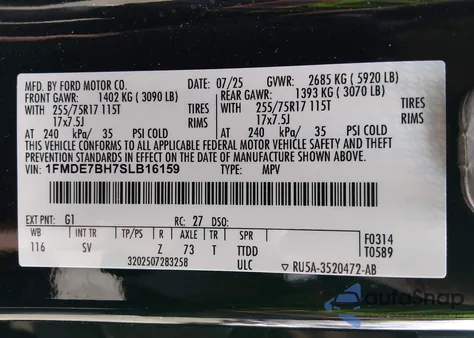 MFD. BY FORD MOTOR CO. 07/25 GVWR: 2685 KG ( 5920 LB)
FRONT GAWR: 1402 KG ( 3090 LB) REAR GAWR: 1393 KG ( 3070 LB)
WITH 255/75R17 115T TIRES WITH 255/75R17 115T TIRES
17x7.5J RIMS 17x7.5J RIMS
AT 240 kPa/ 35 PSI COLD AT 240 kPa/ 35 PSI COLD
THIS VEHICLE CONFORMS TO ALL APPLICABLE FEDERAL MOTOR VEHICLE
SAFETY AND THEFT PREVENTION STANDARDS IN EFFECT ON THE DATE OF MANUFACTURE SHOWN ABOVE.
VIN: 1FMDE7BH7SLB16159 TYPE: MPV
EXT PNT: G1 RC: 27 DSO:
WB INT TR TP/PS R AXLE TR SPR F0314
116 SV Z 73 T TTDD T0589
3202507283258 ULC ▽ RU5A-3520472-AB
autoSnap